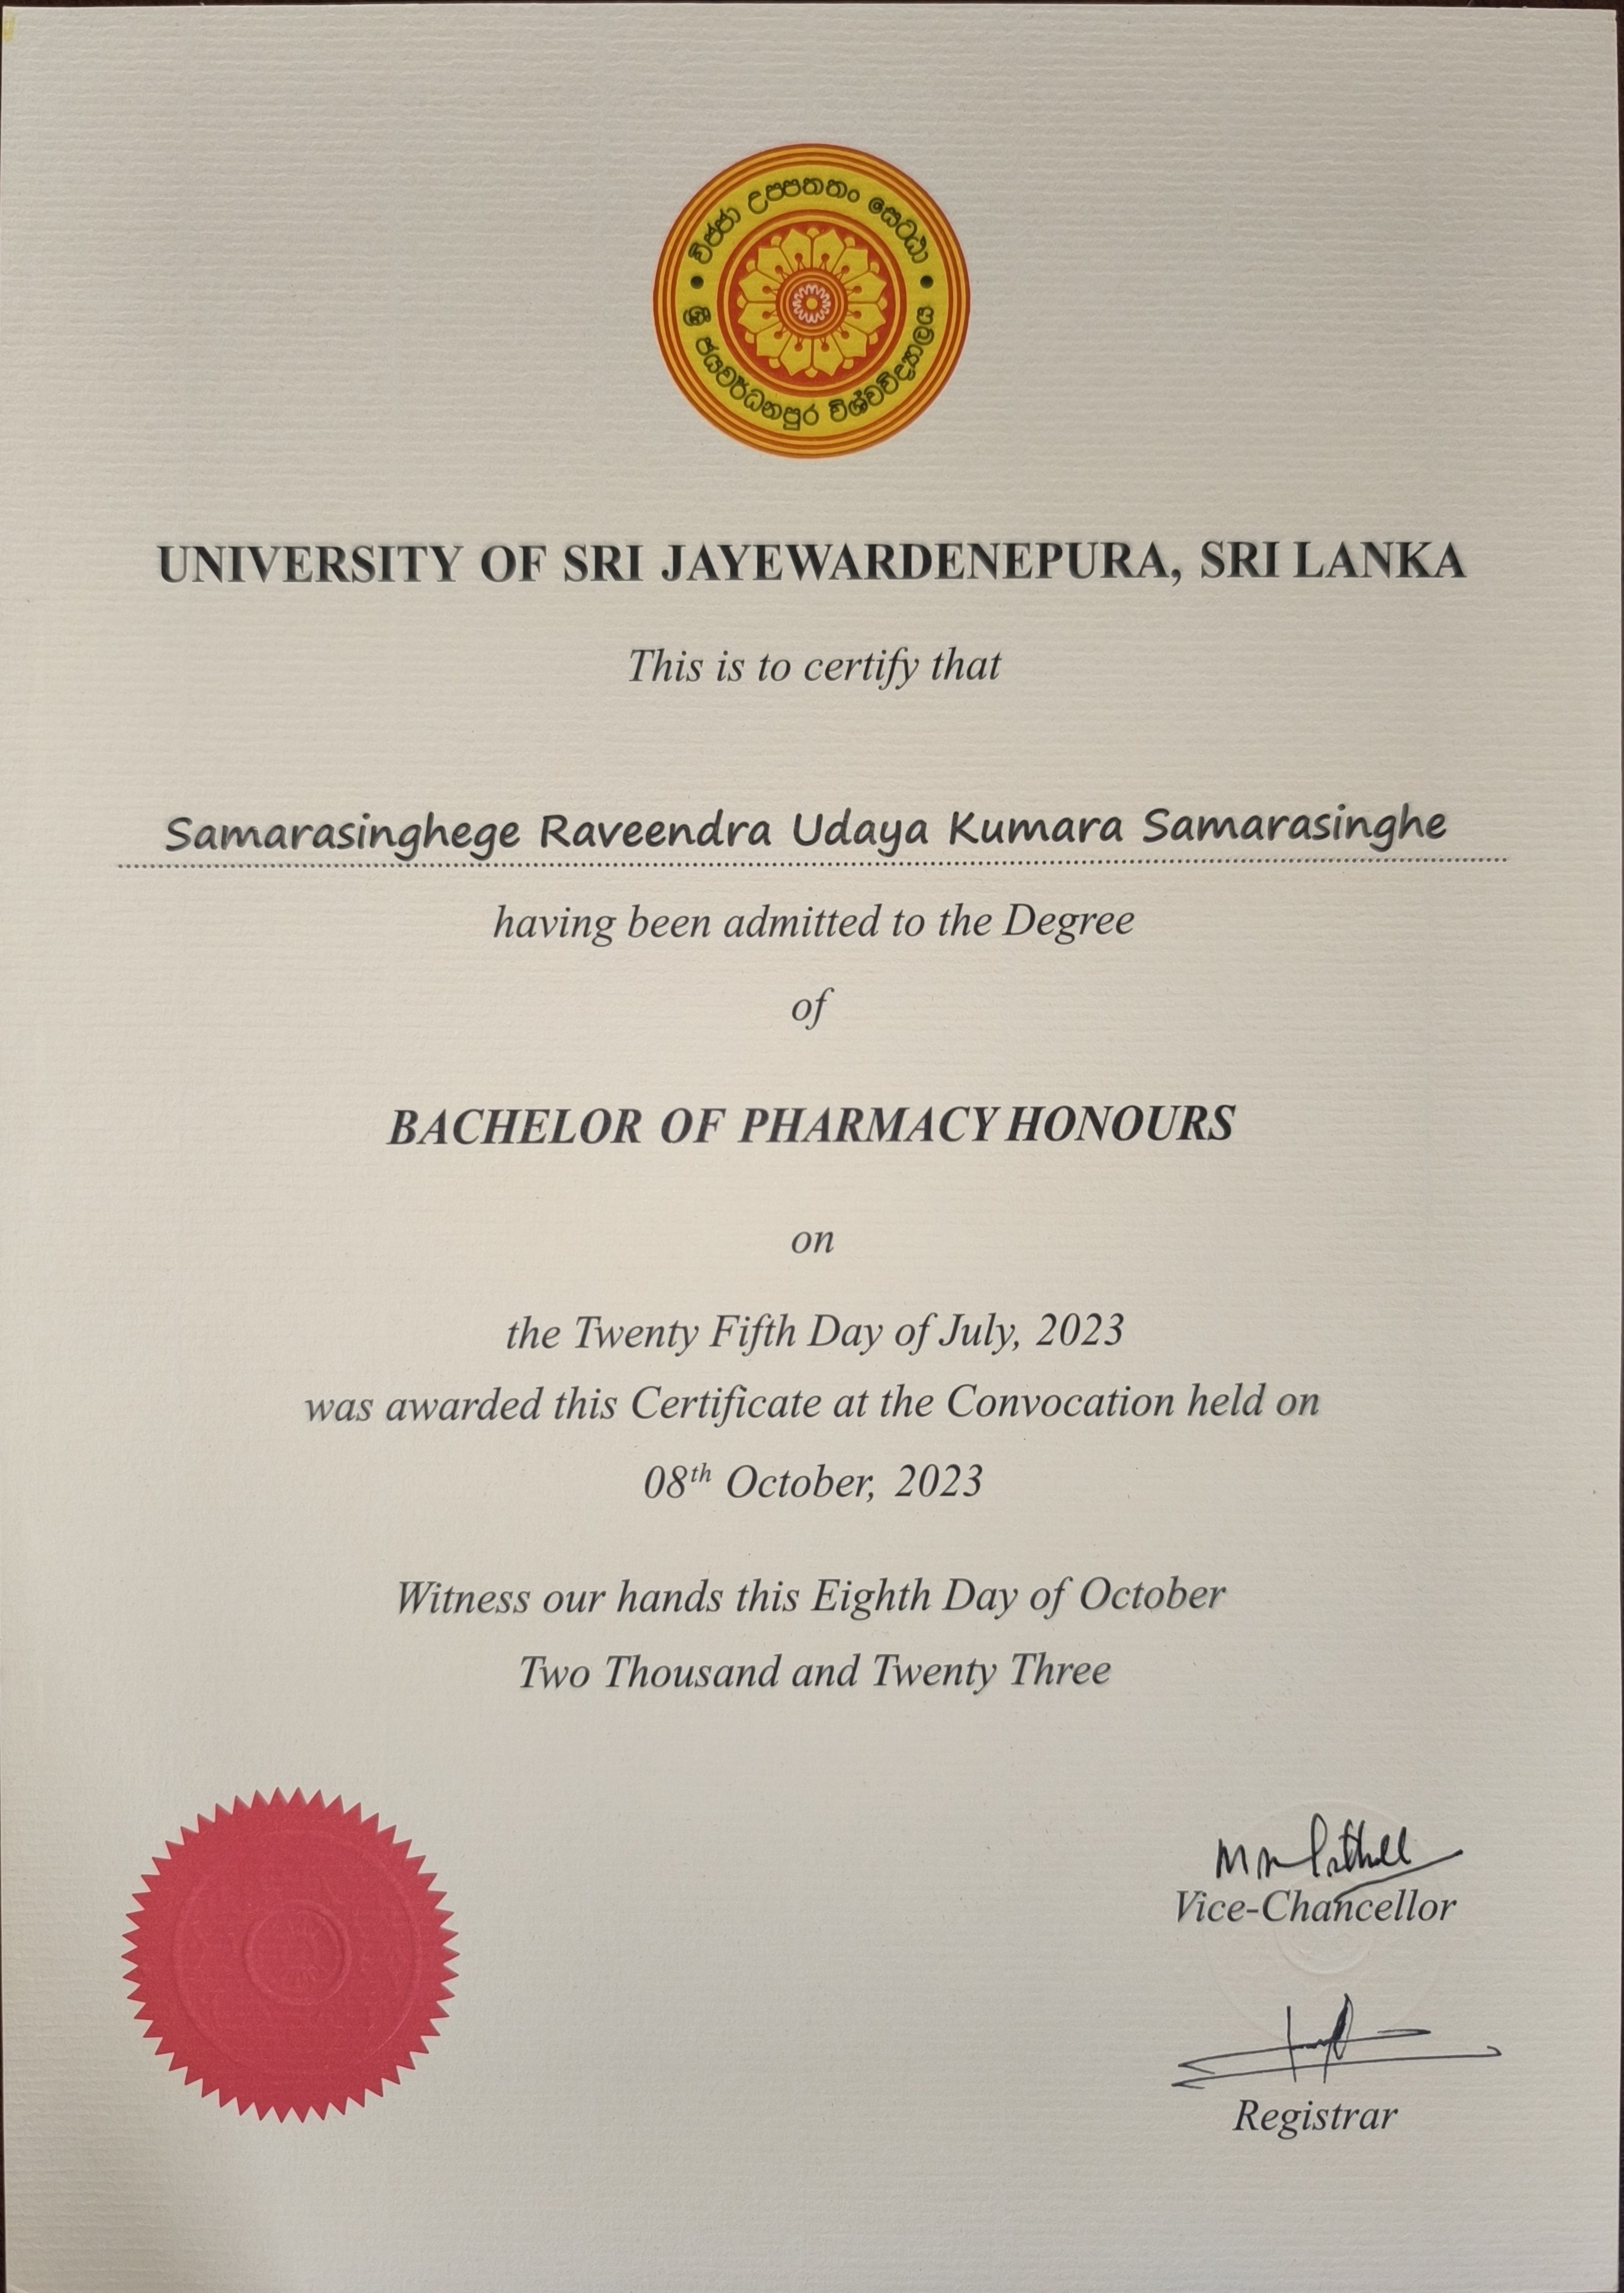 විජ්ජා උප්පතතං සෙට්ඨා
ශ්‍රී ජයවර්ධනපුර විශ්වවිද්‍යාලය
UNIVERSITY OF SRI JAYEWARDENEPURA, SRI LANKA
This is to certify that
Samarasinghege Raveendra Udaya Kumara Samarasinghe
having been admitted to the Degree
of
BACHELOR OF PHARMACY HONOURS
on
the Twenty Fifth Day of July, 2023
was awarded this Certificate at the Convocation held on
08th October, 2023
Witness our hands this Eighth Day of October
Two Thousand and Twenty Three
Vice-Chancellor
Registrar